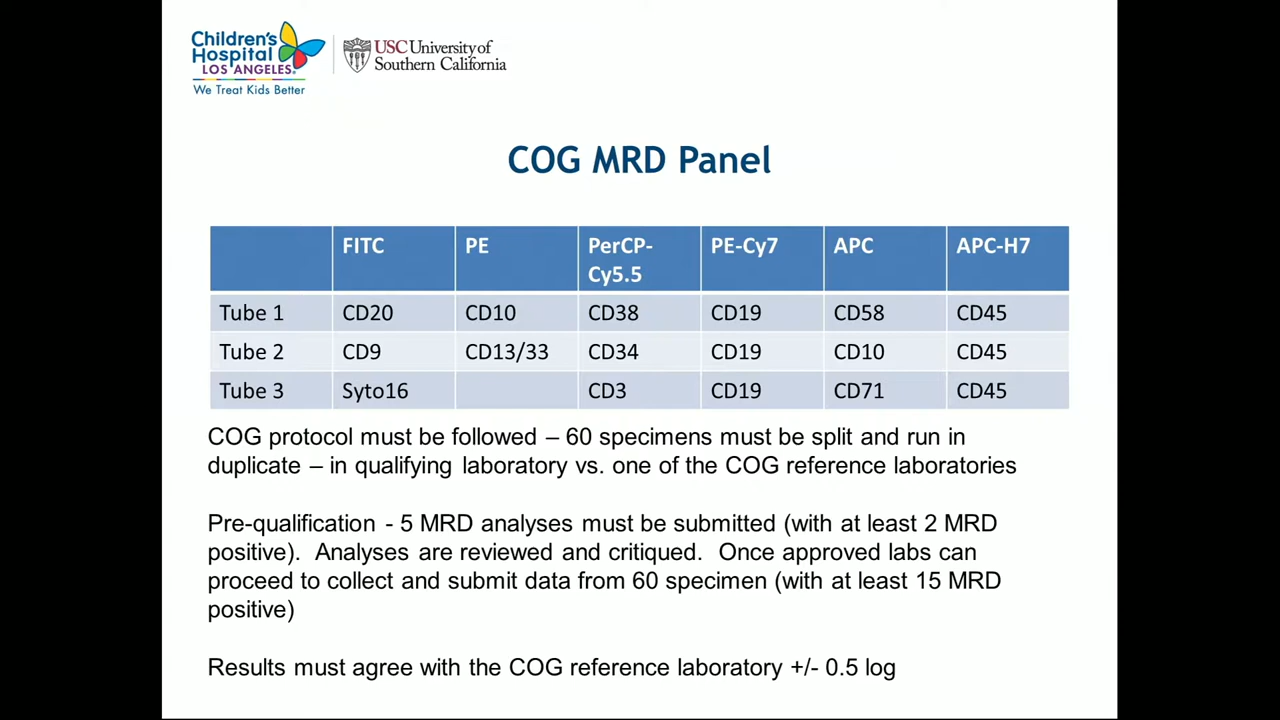 Children's
Hospital
LOS ANGELES®
We Treat Kids Better
USC University of
Southern California
COG MRD Panel
FITC PE PerCP- PE-Cy7 APC APC-H7
Cy5.5
Tube 1 CD20 CD10 CD38 CD19 CD58 CD45
Tube 2 CD9 CD13/33 CD34 CD19 CD10 CD45
Tube 3 Syto16 CD3 CD19 CD71 CD45
COG protocol must be followed – 60 specimens must be split and run in
duplicate – in qualifying laboratory vs. one of the COG reference laboratories
Pre-qualification - 5 MRD analyses must be submitted (with at least 2 MRD
positive). Analyses are reviewed and critiqued. Once approved labs can
proceed to collect and submit data from 60 specimen (with at least 15 MRD
positive)
Results must agree with the COG reference laboratory +/- 0.5 log